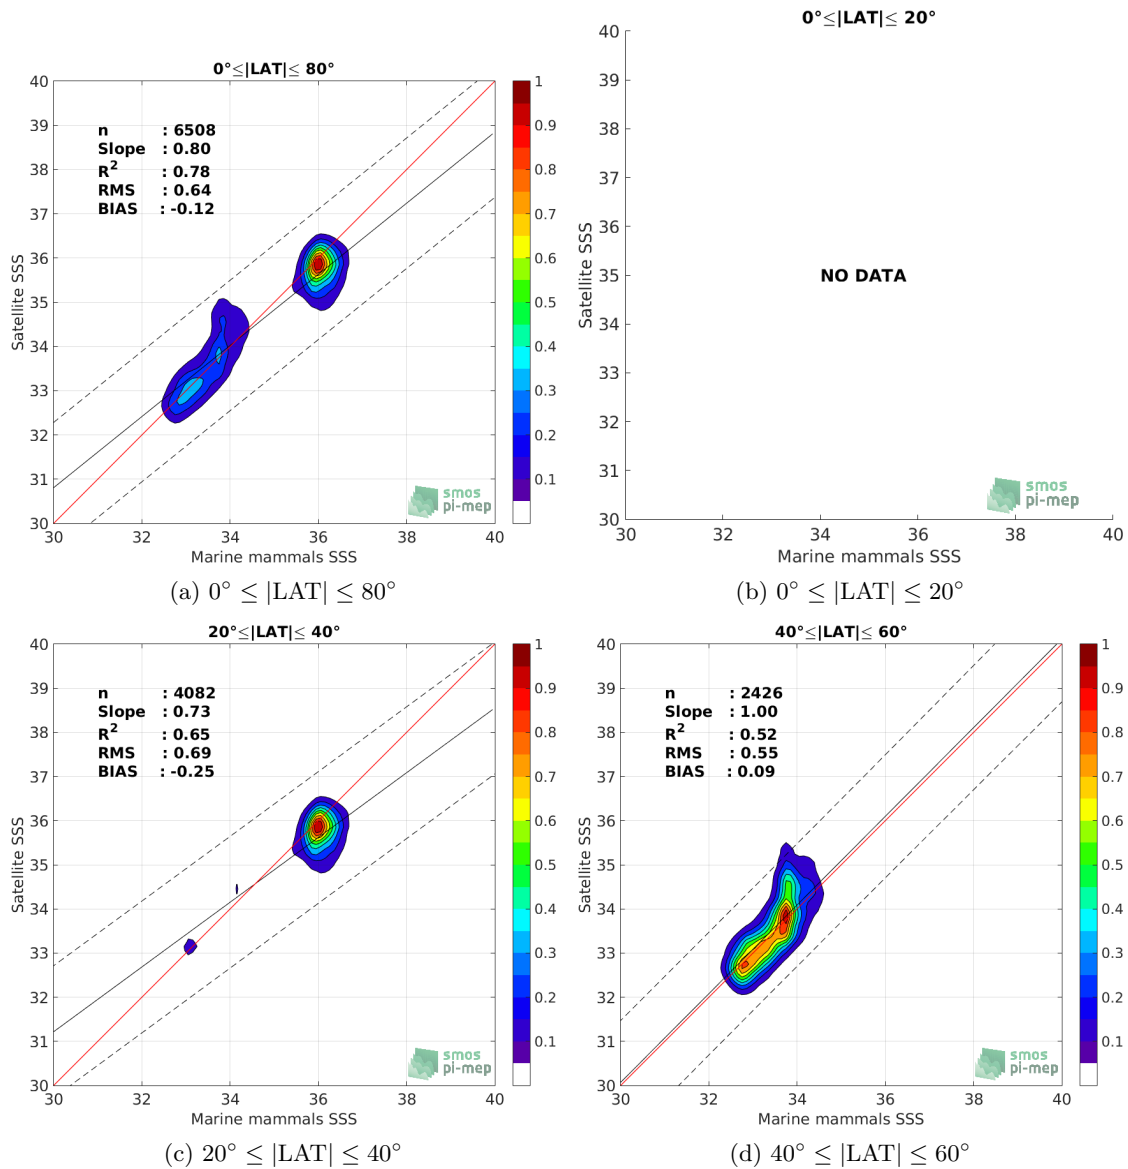 0°≤|LAT|≤ 80°
40
39
38
37
36
35
34
33
32
31
30
Satellite SSS
n : 6508
Slope : 0.80
R² : 0.78
RMS : 0.64
BIAS : -0.12
1
0.9
0.8
0.7
0.6
0.5
0.4
0.3
0.2
0.1
smos
pi-mep
30 32 34 36 38 40
Marine mammals SSS
(a) 0° ≤ |LAT| ≤ 80°
0°≤|LAT|≤ 20°
40
39
38
37
36
35
34
33
32
31
30
Satellite SSS
NO DATA
smos
pi-mep
30 32 34 36 38 40
Marine mammals SSS
(b) 0° ≤ |LAT| ≤ 20°
20°≤|LAT|≤ 40°
40
39
38
37
36
35
34
33
32
31
30
Satellite SSS
n : 4082
Slope : 0.73
R² : 0.65
RMS : 0.69
BIAS : -0.25
1
0.9
0.8
0.7
0.6
0.5
0.4
0.3
0.2
0.1
smos
pi-mep
30 32 34 36 38 40
Marine mammals SSS
(c) 20° ≤ |LAT| ≤ 40°
40°≤|LAT|≤ 60°
40
39
38
37
36
35
34
33
32
31
30
Satellite SSS
n : 2426
Slope : 1.00
R² : 0.52
RMS : 0.55
BIAS : 0.09
1
0.9
0.8
0.7
0.6
0.5
0.4
0.3
0.2
0.1
smos
pi-mep
30 32 34 36 38 40
Marine mammals SSS
(d) 40° ≤ |LAT| ≤ 60°